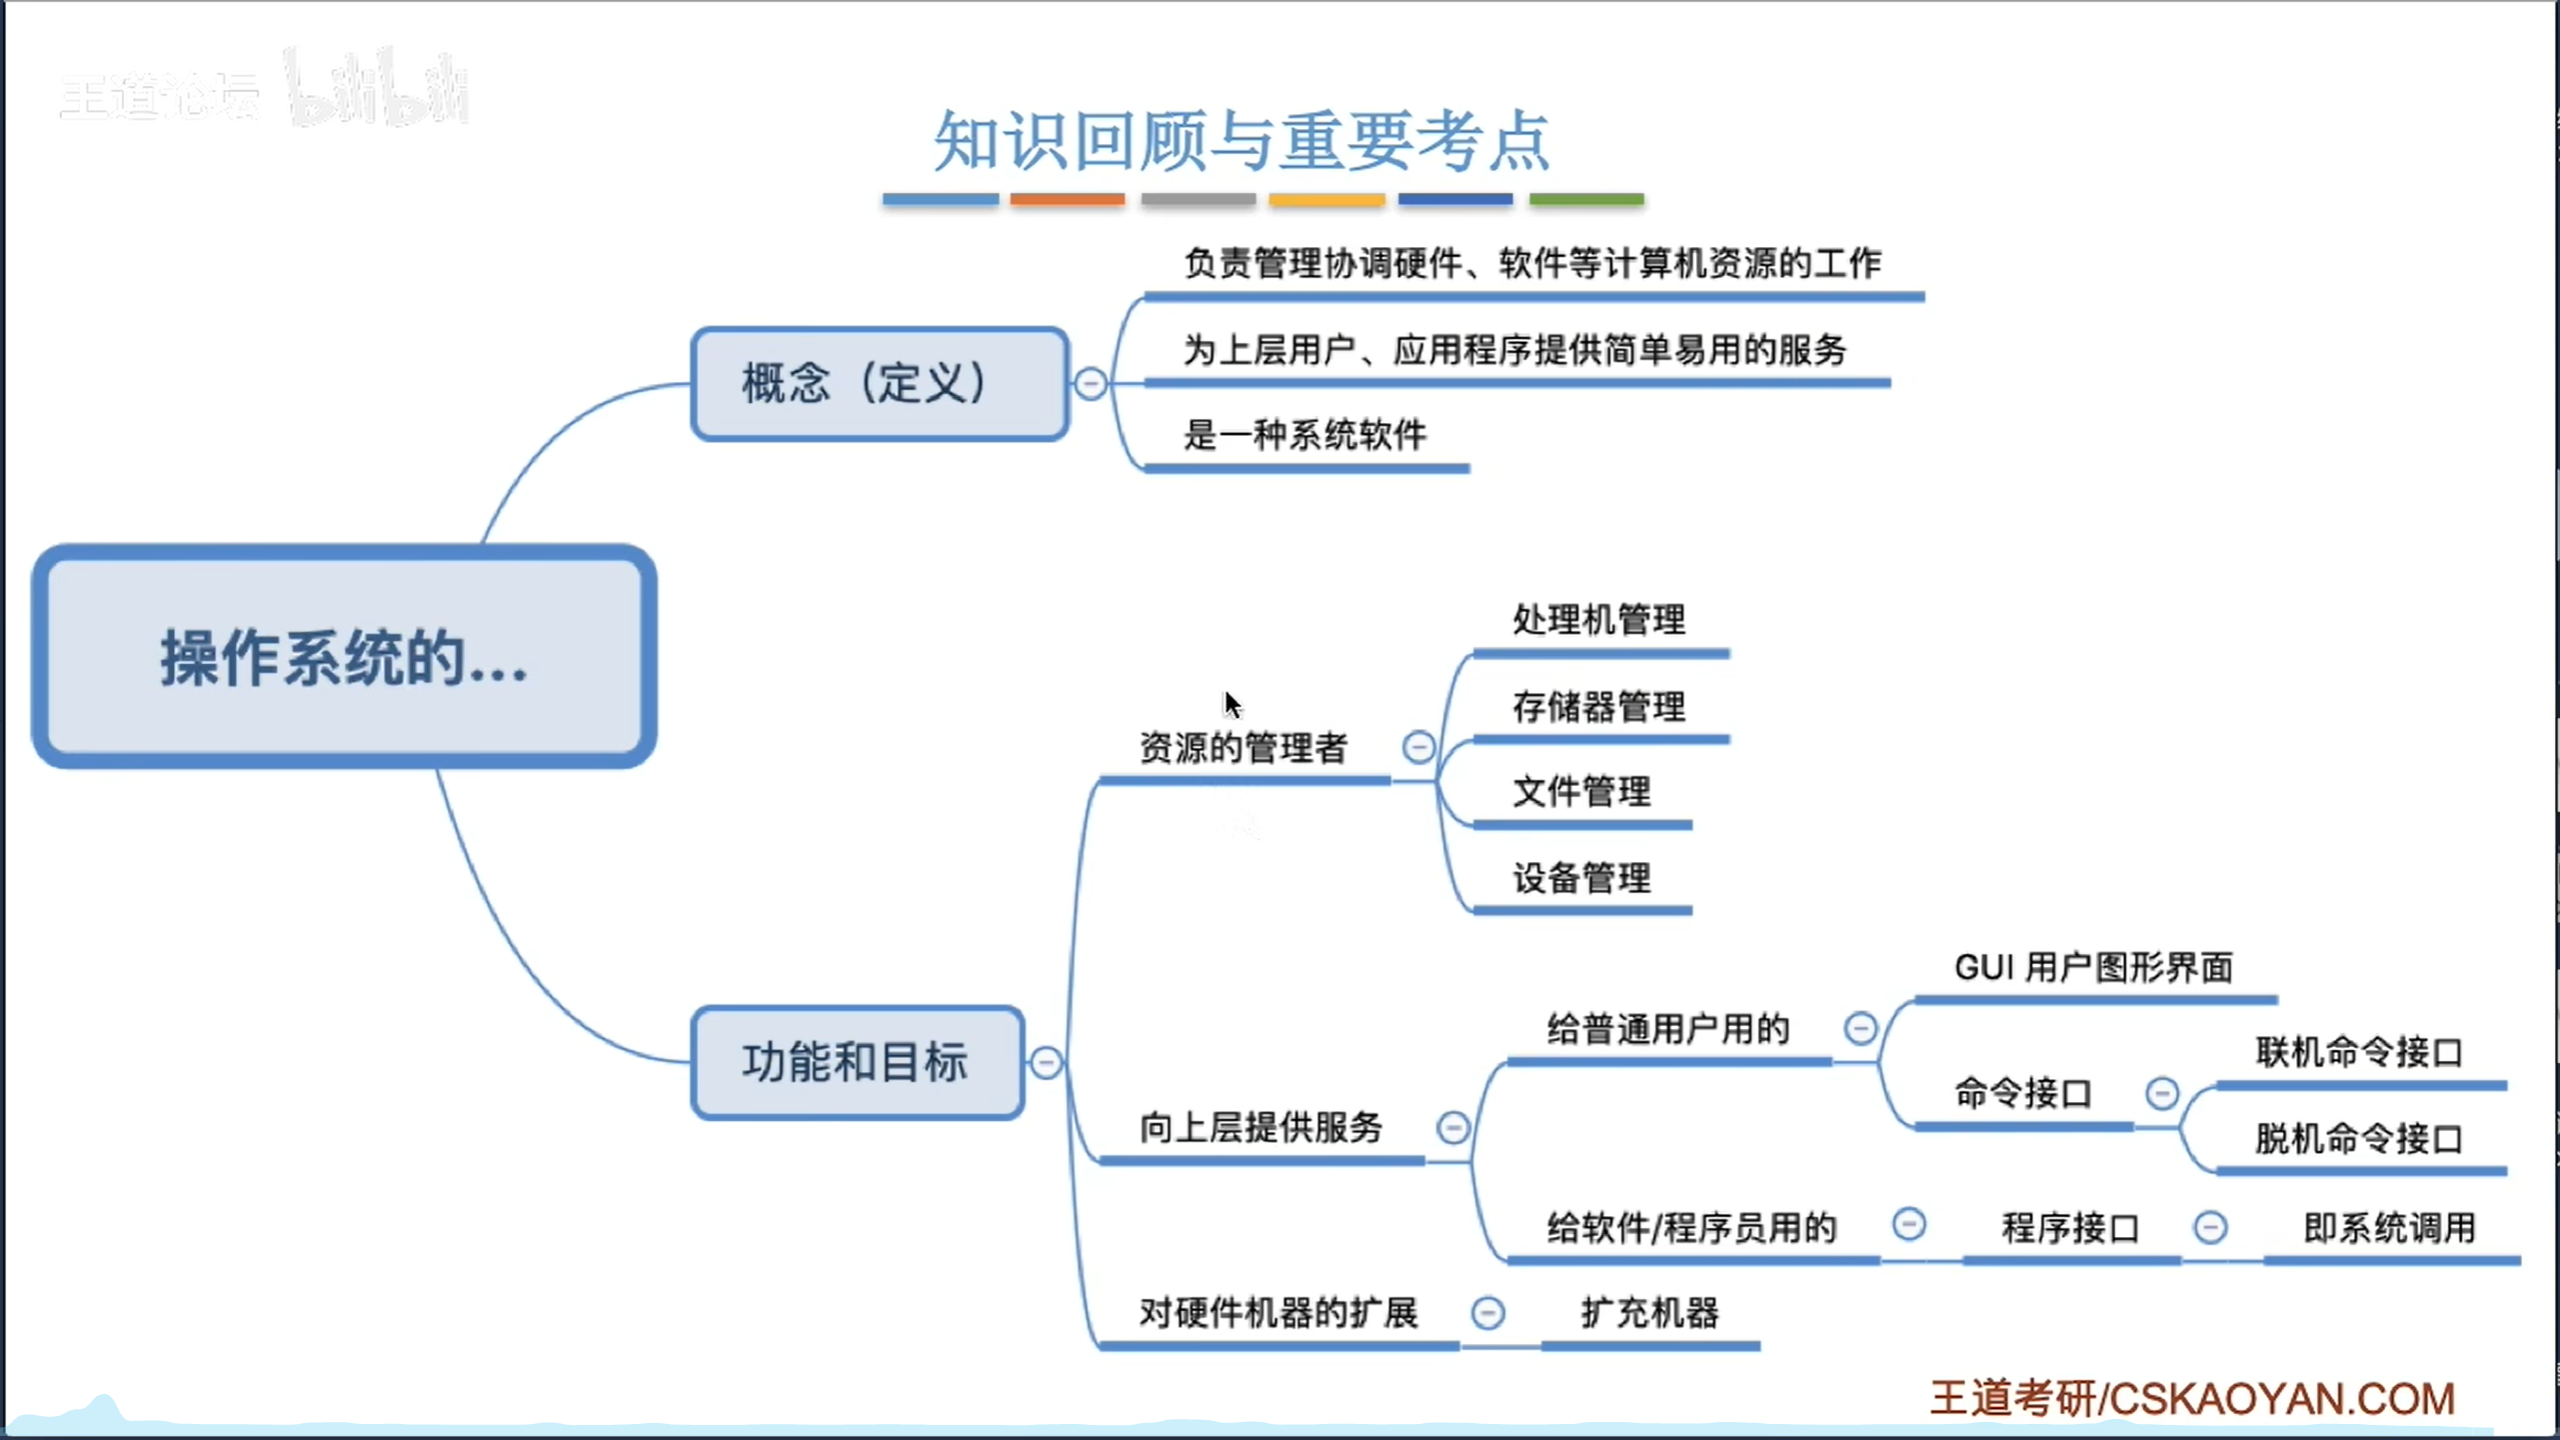 王道论坛 bilibili
知识回顾与重要考点
负责管理协调硬件、软件等计算机资源的工作
概念（定义）
为上层用户、应用程序提供简单易用的服务
是一种系统软件
操作系统的...
处理机管理
存储器管理
资源的管理者
文件管理
设备管理
功能和目标
GUI 用户图形界面
给普通用户用的
联机命令接口
命令接口
脱机命令接口
向上层提供服务
给软件/程序员用的
程序接口
即系统调用
对硬件机器的扩展
扩充机器
王道考研/CSKAOYAN.COM